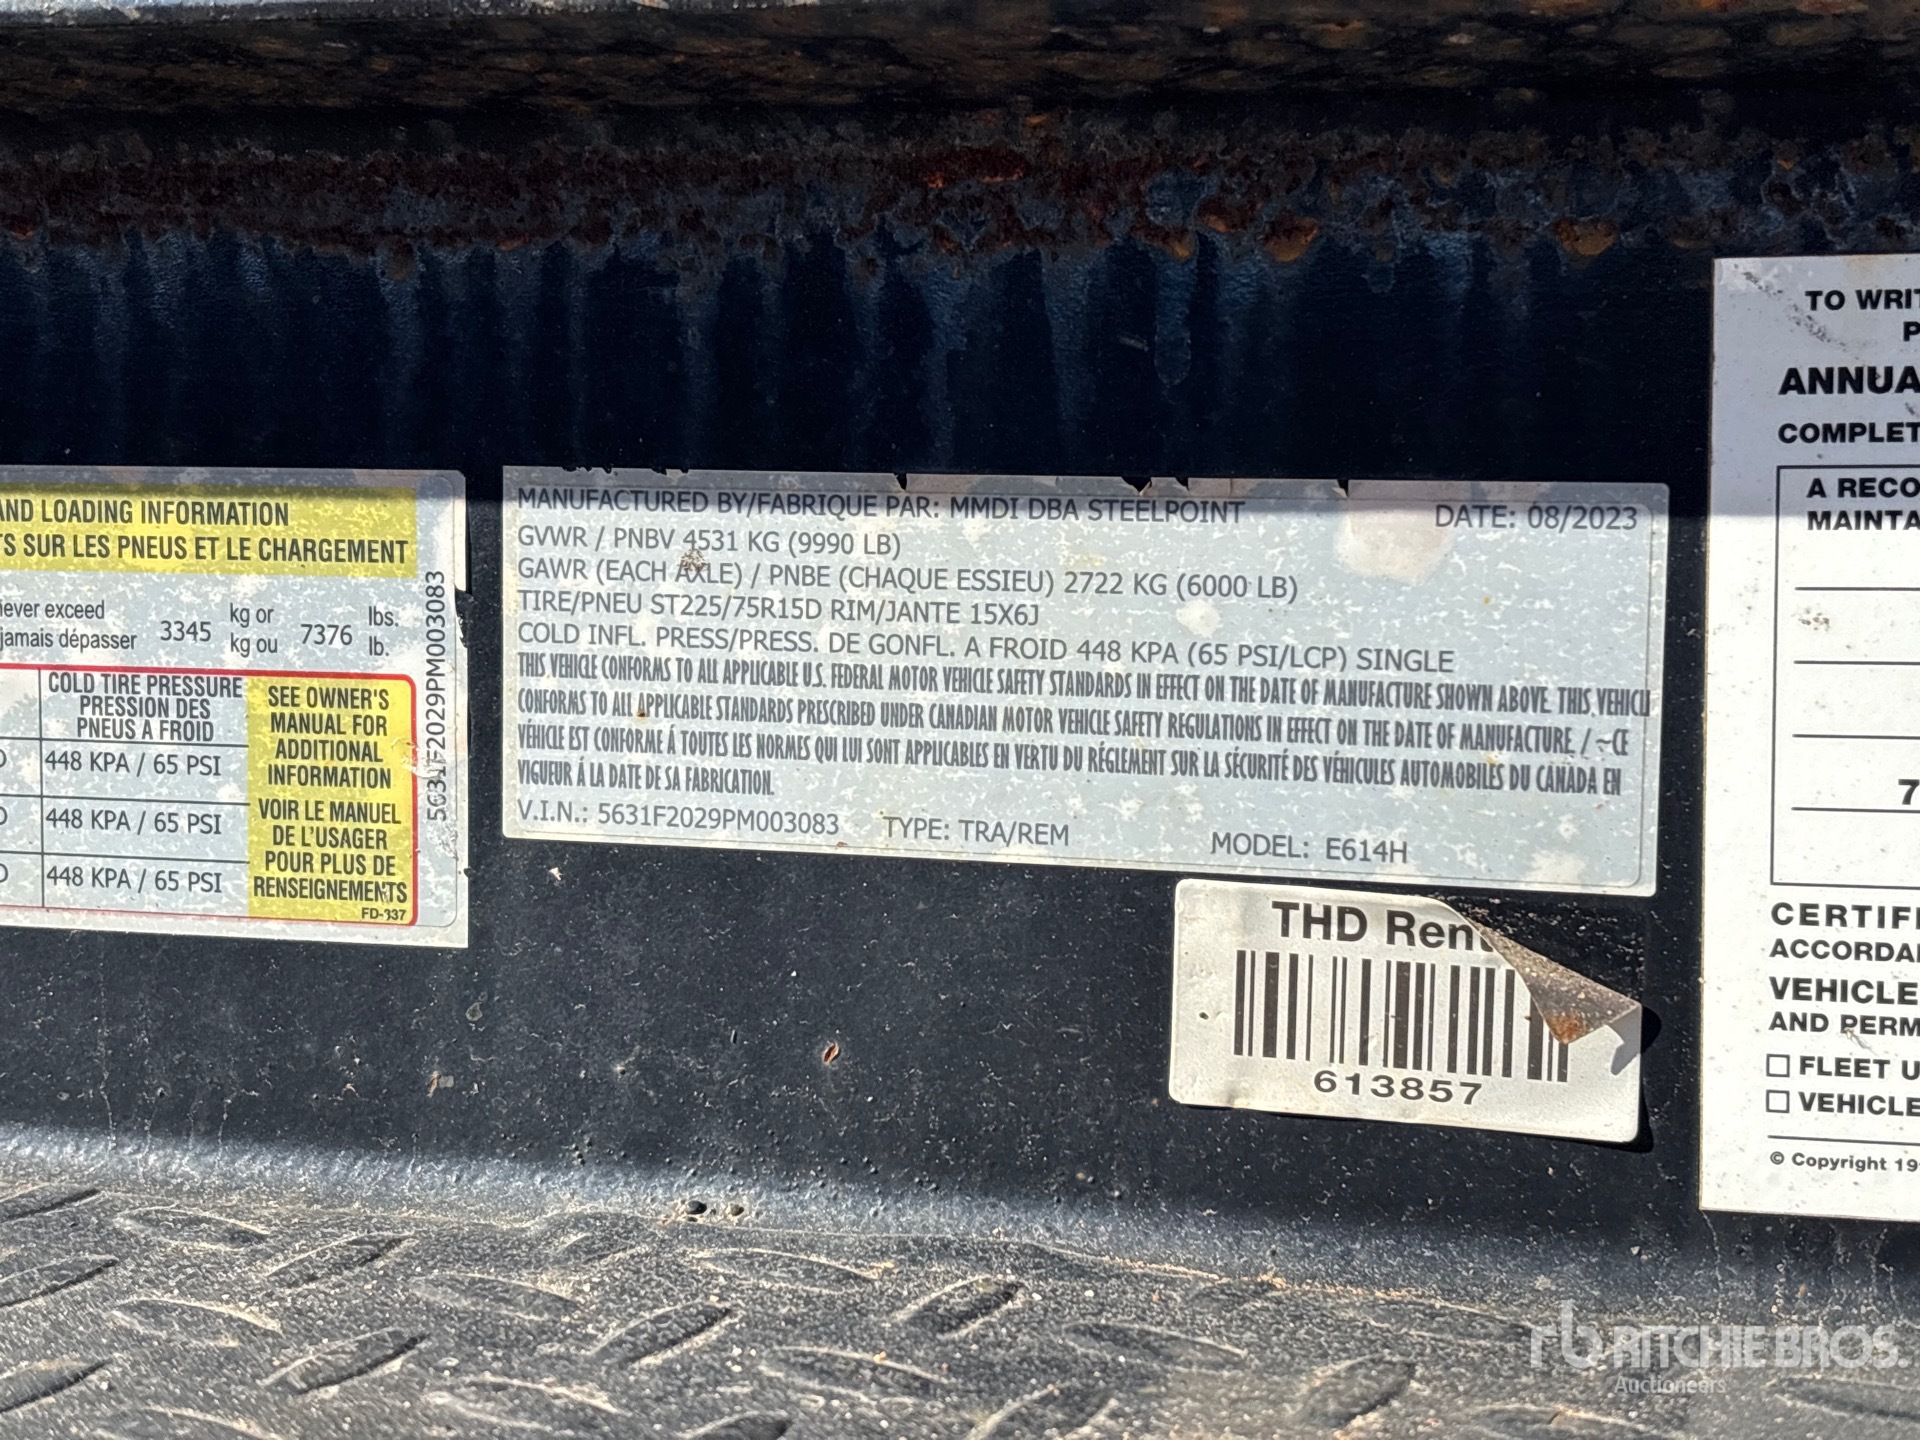 AND LOADING INFORMATION
SUR LES PNEUS ET LE CHARGEMENT
never exceed
jamais dépasser
3345
kg or
kg ou
7376
lbs.
lb.
COLD TIRE PRESSURE
PRESSION DES
PNEUS A FROID
448 KPA / 65 PSI
448 KPA / 65 PSI
448 KPA / 65 PSI
SEE OWNER'S
MANUAL FOR
ADDITIONAL
INFORMATION
VOIR LE MANUEL
DE L'USAGER
POUR PLUS DE
RENSEIGNEMENTS
FD-337
5631F2029PM003083
MANUFACTURED BY/FABRIQUE PAR: MMDI DBA STEELPOINT DATE: 08/2023
GVWR / PNBV 4531 KG (9990 LB)
GAWR (EACH AXLE) / PNBE (CHAQUE ESSIEU) 2722 KG (6000 LB)
TIRE/PNEU ST225/75R15D RIM/JANTE 15X6J
COLD INFL. PRESS/PRESS. DE GONFL. A FROID 448 KPA (65 PSI/LCP) SINGLE
THIS VEHICLE CONFORMS TO ALL APPLICABLE U.S. FEDERAL MOTOR VEHICLE SAFETY STANDARDS IN EFFECT ON THE DATE OF MANUFACTURE SHOWN ABOVE. THIS VEHICL
CONFORMS TO ALL APPLICABLE STANDARDS PRESCRIBED UNDER CANADIAN MOTOR VEHICLE SAFETY REGULATIONS IN EFFECT ON THE DATE OF MANUFACTURE. / -CE
VÉHICLE EST CONFORME Á TOUTES LES NORMES QUI LUI SONT APPLICABLES EN VERTU DU RÉGLEMENT SUR LA SÉCURITÉ DES VÉHICULES AUTOMOBILES DU CANADA EN
VIGUEUR Á LA DATE DE SA FABRICATION.
V.I.N.: 5631F2029PM003083 TYPE: TRA/REM MODEL: E614H
THD Rent
613857
TO WRIT
P
ANNUA
COMPLET
A RECO
MAINTA
7
CERTIFI
ACCORDA
VEHICLE
AND PERM
FLEET U
VEHICLE
© Copyright 19
rb RITCHIE BROS.
Auctioneers